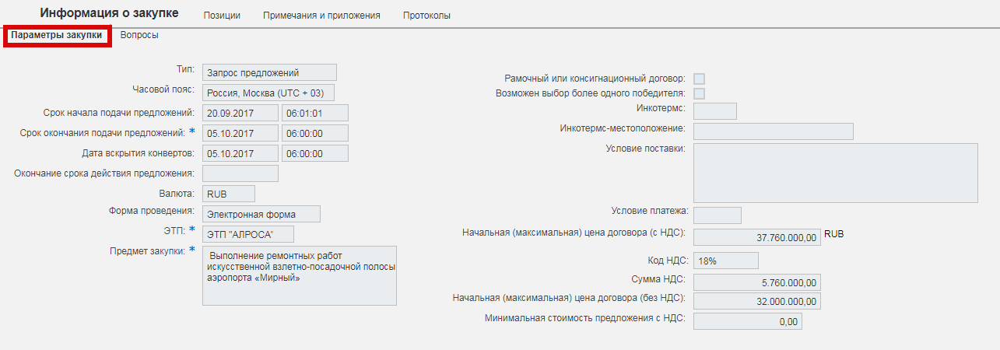 Информация о закупке Позиции Примечания и приложения Протоколы
Параметры закупки Вопросы
Тип: Запрос предложений
Часовой пояс: Россия, Москва (UTC + 03)
Срок начала подачи предложений: 20.09.2017 06:01:01
Срок окончания подачи предложений: * 05.10.2017 06:00:00
Дата вскрытия конвертов: 05.10.2017 06:00:00
Окончание срока действия предложения:
Валюта: RUB
Форма проведения: Электронная форма
ЭТП: * ЭТП "АЛРОСА"
Предмет закупки: * Выполнение ремонтных работ
искусственной взлетно-посадочной полосы
аэропорта «Мирный»
Рамочный или консигнационный договор:
Возможен выбор более одного победителя:
Инкотермс:
Инкотермс-местоположение:
Условие поставки:
Условие платежа:
Начальная (максимальная) цена договора (с НДС): 37.760.000,00 RUB
Код НДС: 18%
Сумма НДС: 5.760.000,00
Начальная (максимальная) цена договора (без НДС): 32.000.000,00
Минимальная стоимость предложения с НДС: 0,00